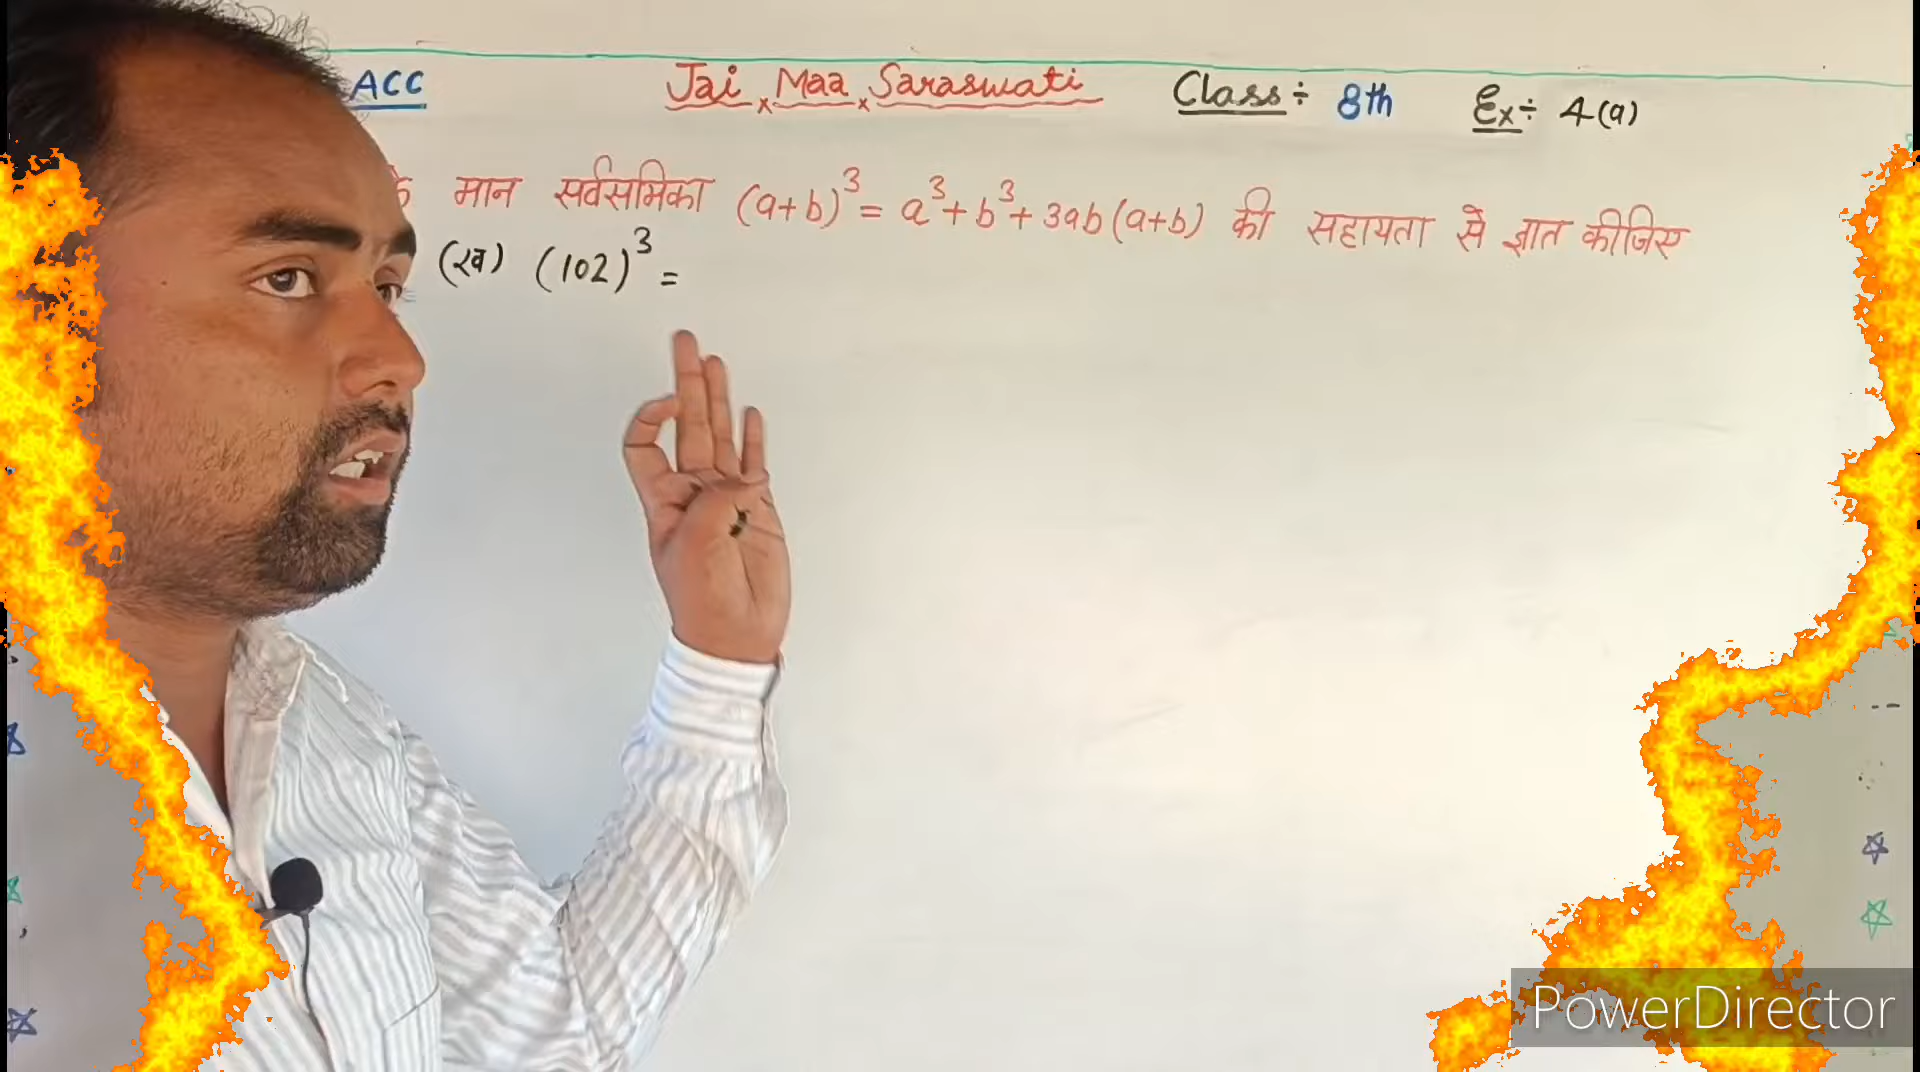 ACC Jai Maa Saraswati Class ÷ 8th Ex ÷ 4(a)
के मान सर्वसमिका (a+b)³ = a³ + b³ + 3ab(a+b) की सहायता से ज्ञात कीजिए
(ख) (102)³ =
PowerDirector